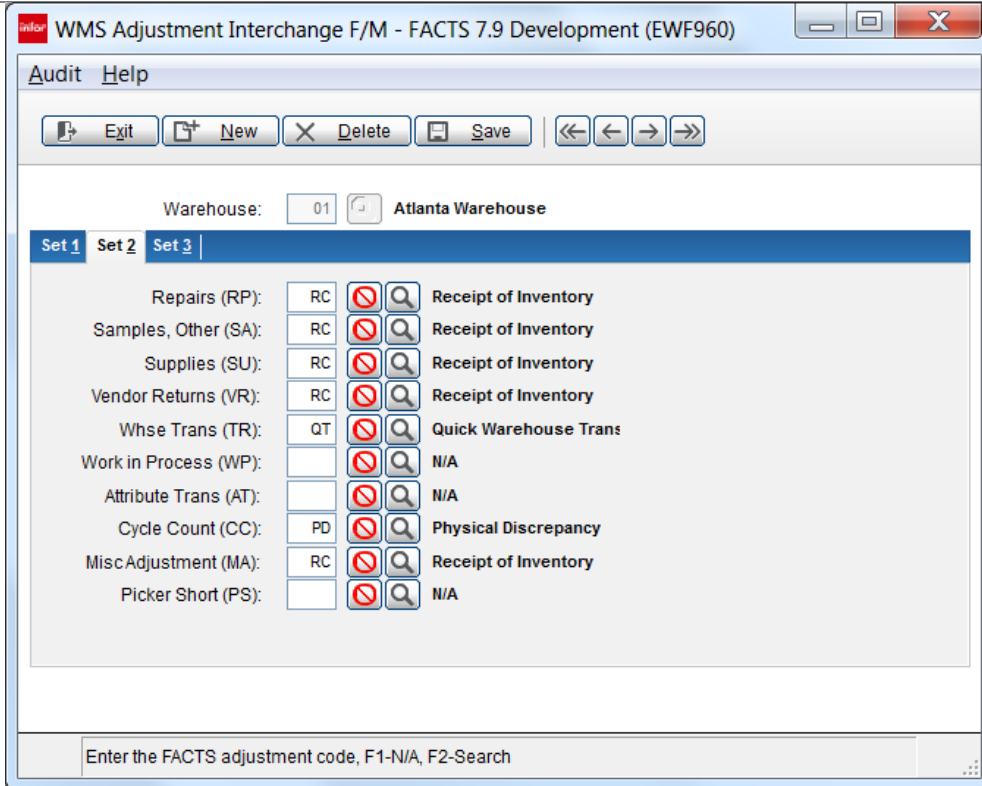 infor WMS Adjustment Interchange F/M - FACTS 7.9 Development (EWF960)
Audit Help
Exit New Delete Save
Warehouse: 01 Atlanta Warehouse
Set 1 Set 2 Set 3
Repairs (RP): RC Receipt of Inventory
Samples, Other (SA): RC Receipt of Inventory
Supplies (SU): RC Receipt of Inventory
Vendor Returns (VR): RC Receipt of Inventory
Whse Trans (TR): QT Quick Warehouse Trans
Work in Process (WP): N/A
Attribute Trans (AT): N/A
Cycle Count (CC): PD Physical Discrepancy
Misc Adjustment (MA): RC Receipt of Inventory
Picker Short (PS): N/A
Enter the FACTS adjustment code, F1-N/A, F2-Search